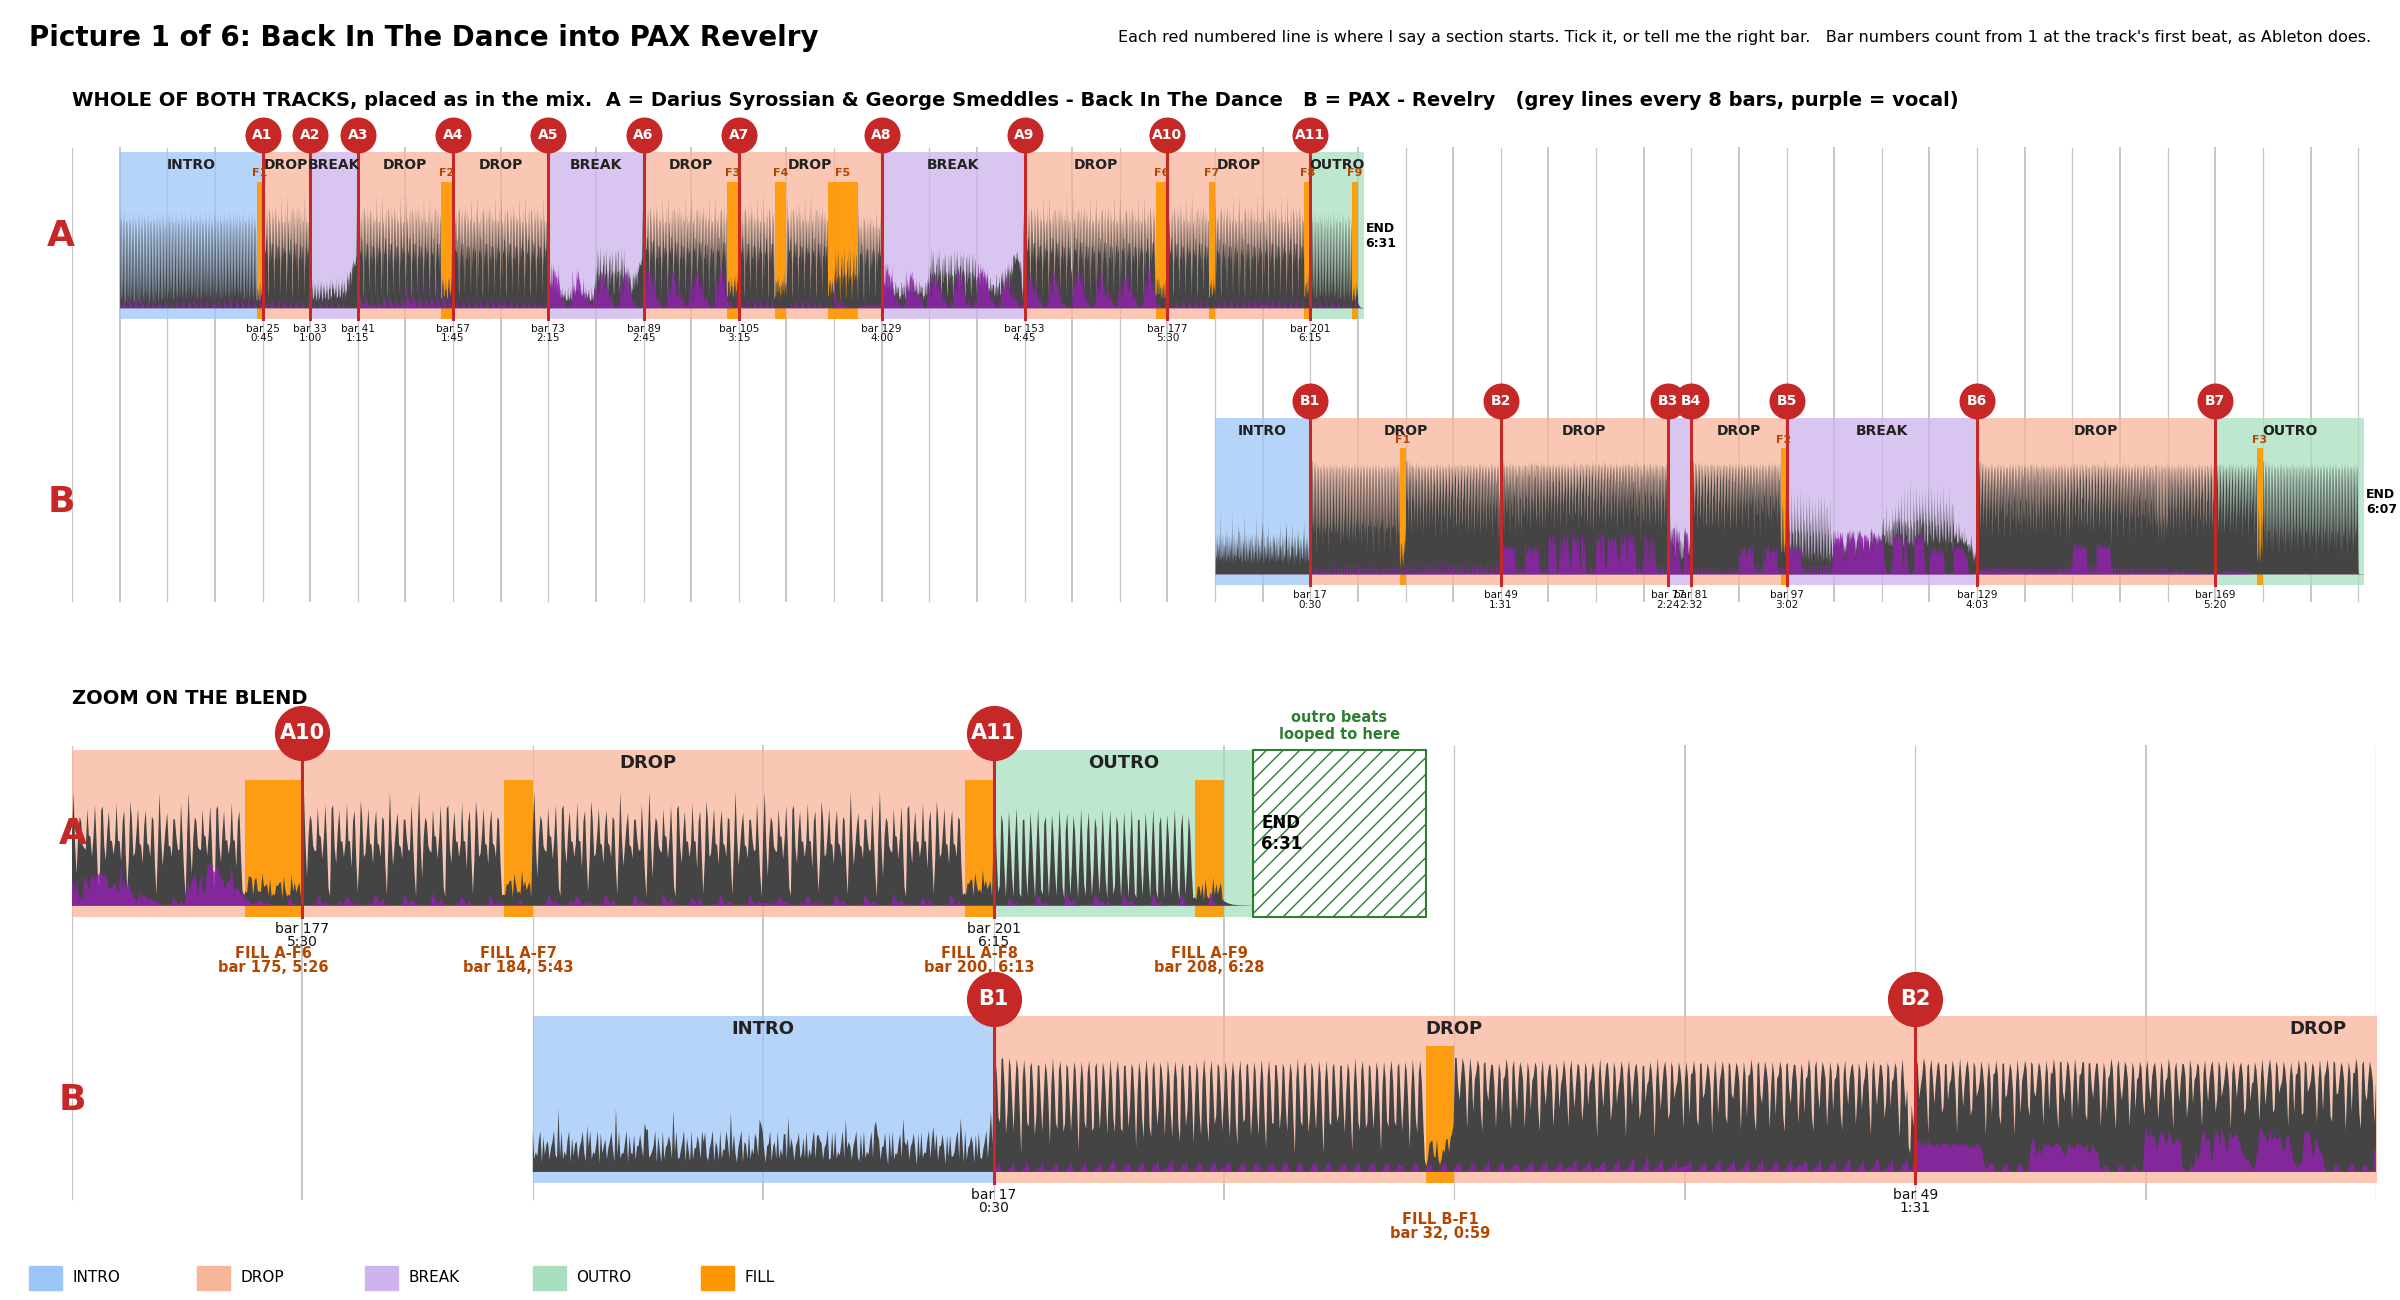 Picture 1 of 6: Back In The Dance into PAX Revelry
Each red numbered line is where I say a section starts. Tick it, or tell me the right bar.   Bar numbers count from 1 at the track's first beat, as Ableton does.
WHOLE OF BOTH TRACKS, placed as in the mix.  A = Darius Syrossian & George Smeddles - Back In The Dance   B = PAX - Revelry   (grey lines every 8 bars, purple = vocal)
A1 A2 A3 A4 A5 A6 A7 A8 A9 A10 A11
INTRO DROP BREAK DROP DROP BREAK DROP DROP BREAK DROP DROP OUTRO
F1 F2 F3 F4 F5 F6 F7 F8 F9
A
END
6:31
bar 25 bar 33 bar 41 bar 57 bar 73 bar 89 bar 105 bar 129 bar 153 bar 177 bar 201
0:45 1:00 1:15 1:45 2:15 2:45 3:15 4:00 4:45 5:30 6:15
B1 B2 B3 B4 B5 B6 B7
INTRO DROP DROP DROP BREAK DROP OUTRO
F1 F2 F3
B
END
6:07
bar 17 bar 49 bar 77 bar 81 bar 97 bar 129 bar 169
0:30 1:31 2:24 2:32 3:02 4:03 5:20
ZOOM ON THE BLEND
A10 A11
outro beats
looped to here
DROP OUTRO
A
END
6:31
bar 177 bar 201
5:30 6:15
FILL A-F6 FILL A-F7 FILL A-F8 FILL A-F9
bar 175, 5:26 bar 184, 5:43 bar 200, 6:13 bar 208, 6:28
B1 B2
INTRO DROP DROP
B
bar 17 bar 49
0:30 1:31
FILL B-F1
bar 32, 0:59
INTRO DROP BREAK OUTRO FILL